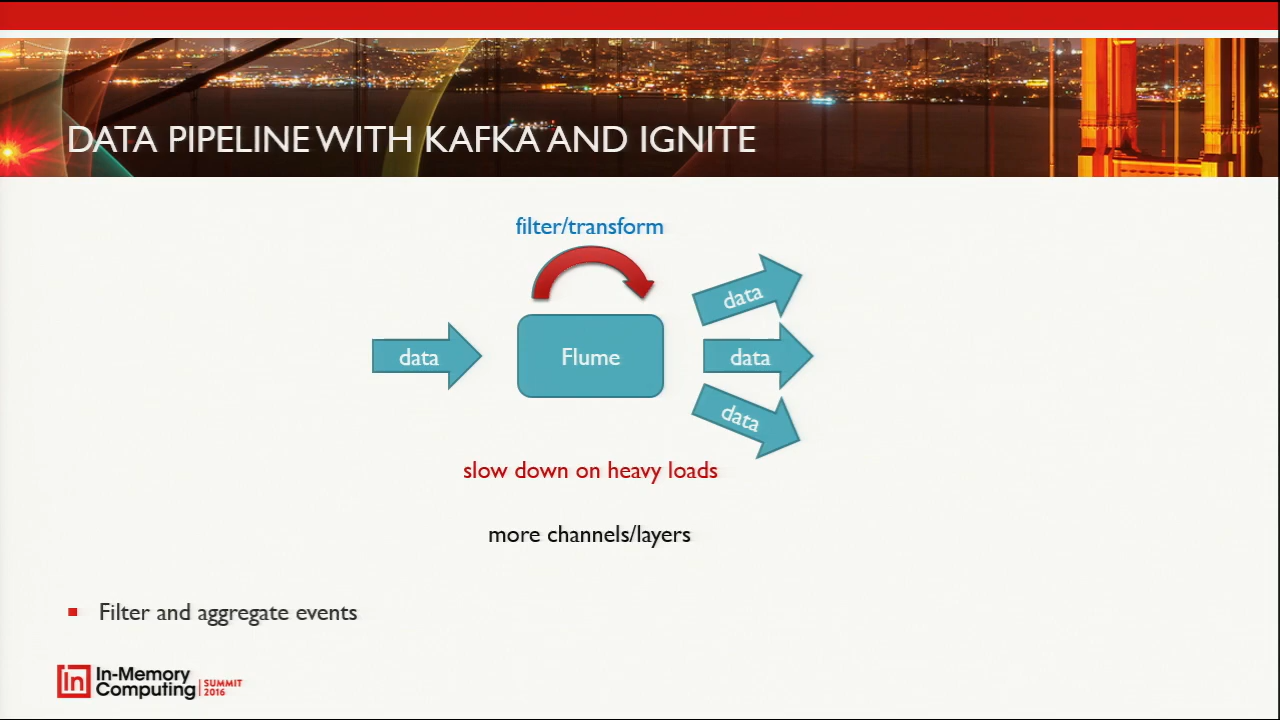 DATA PIPELINE WITH KAFKA AND IGNITE
filter/transform
data
Flume
data
data
data
slow down on heavy loads
more channels/layers
Filter and aggregate events
in In-Memory
Computing
SUMMIT
2016